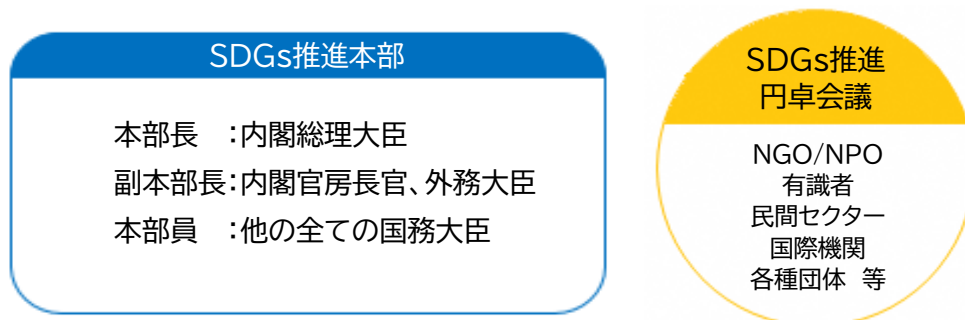 SDGs推進本部
本部長　：内閣総理大臣
副本部長：内閣官房長官、外務大臣
本部員　：他の全ての国務大臣
SDGs推進
円卓会議
NGO/NPO
有識者
民間セクター
国際機関
各種団体　等